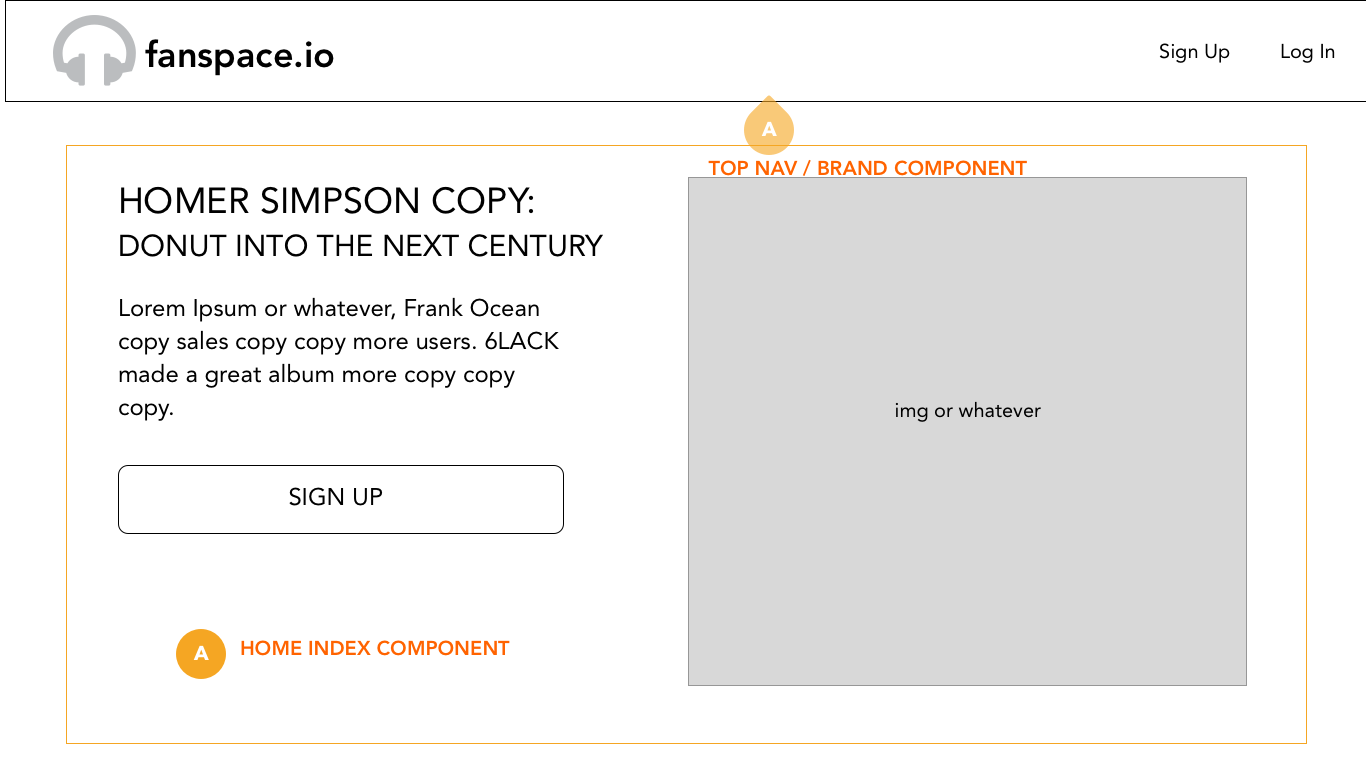 fanspace.io
Sign Up
Log In
A
TOP NAV / BRAND COMPONENT
HOMER SIMPSON COPY:
DONUT INTO THE NEXT CENTURY
Lorem Ipsum or whatever, Frank Ocean
copy sales copy copy more users. 6LACK
made a great album more copy copy
copy.
SIGN UP
img or whatever
A
HOME INDEX COMPONENT